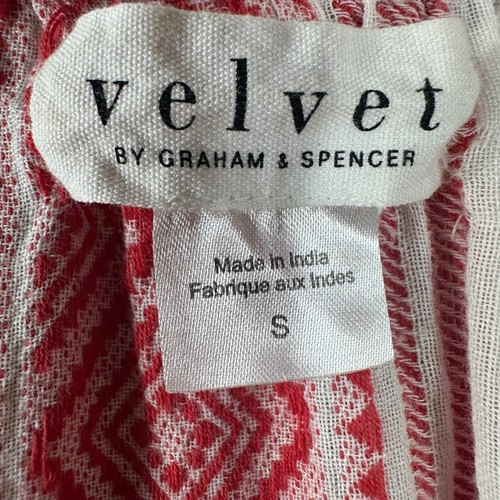 velvet
BY GRAHAM & SPENCER
Made in India
Fabrique aux Indes
S